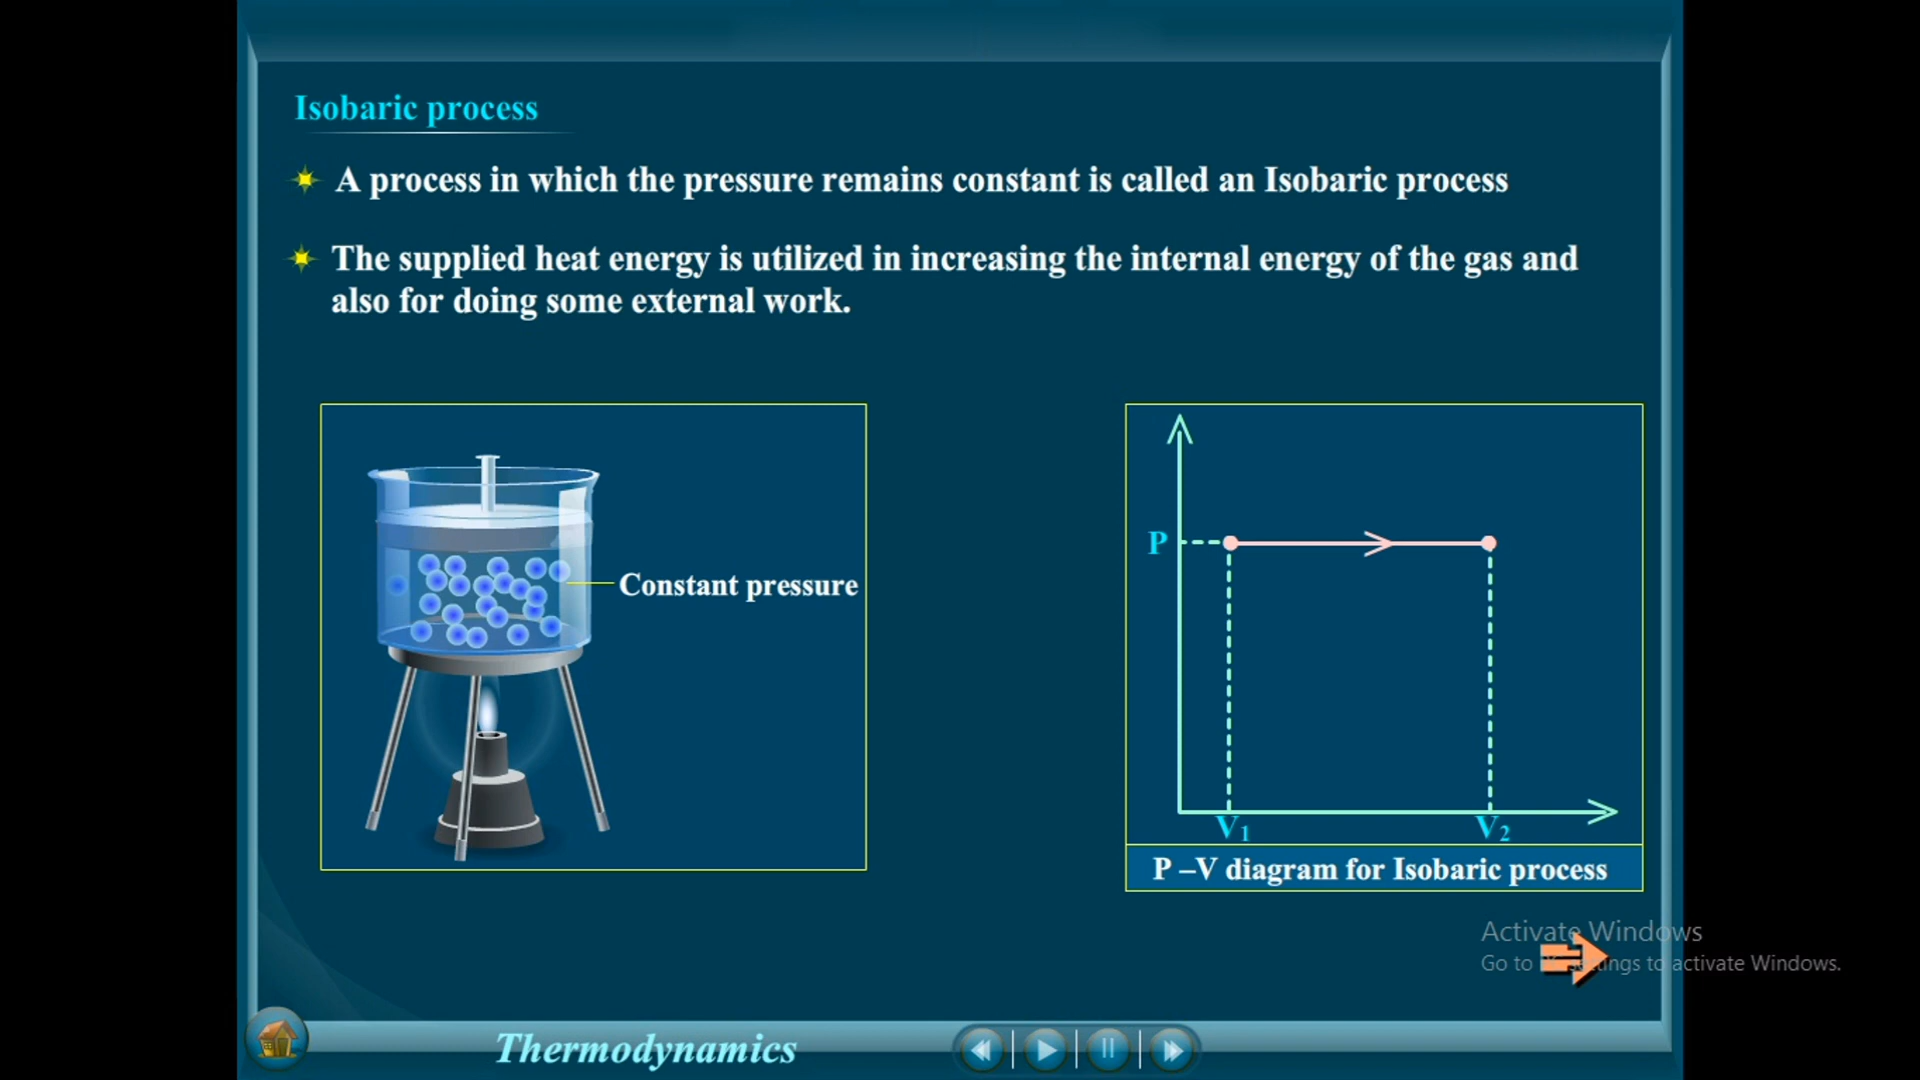 Isobaric process
A process in which the pressure remains constant is called an Isobaric process
The supplied heat energy is utilized in increasing the internal energy of the gas and
also for doing some external work.
Constant pressure
P
V1
V2
P –V diagram for Isobaric process
Activate Windows
Go to settings to activate Windows.
Thermodynamics